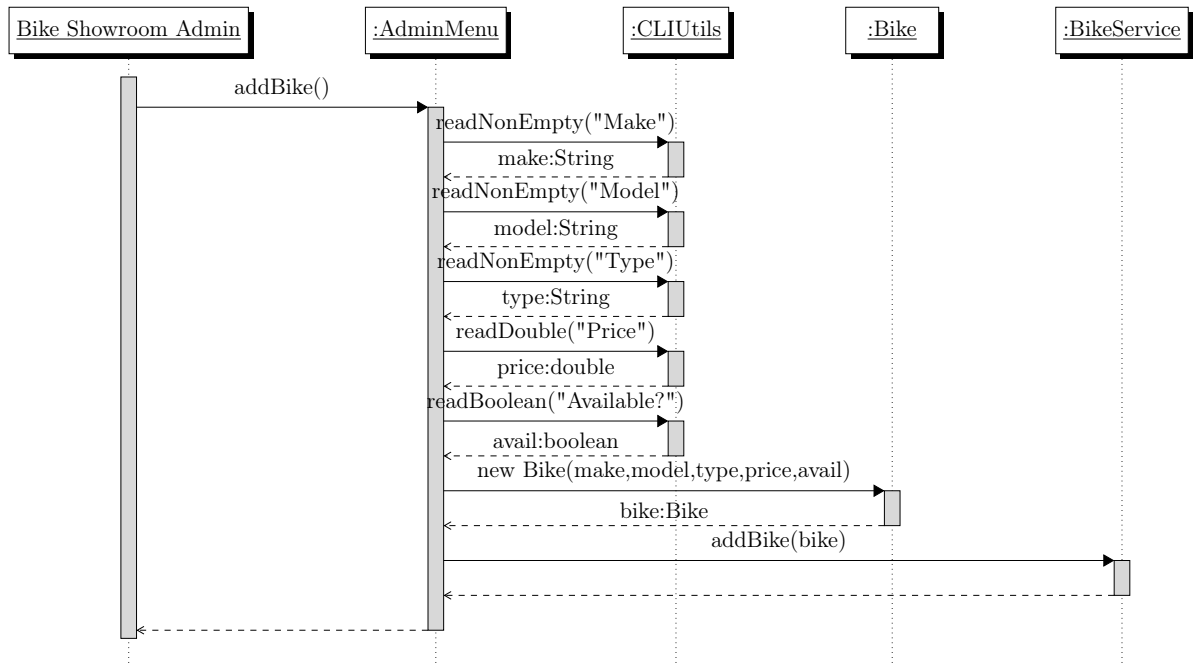 Bike Showroom Admin
:AdminMenu
:CLIUtils
:Bike
:BikeService
addBike()
readNonEmpty("Make")
make:String
readNonEmpty("Model")
model:String
readNonEmpty("Type")
type:String
readDouble("Price")
price:double
readBoolean("Available?")
avail:boolean
new Bike(make,model,type,price,avail)
bike:Bike
addBike(bike)